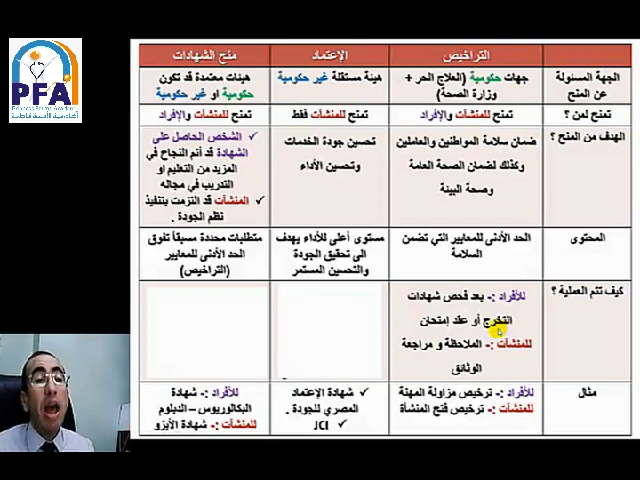 PFA
Princess Fatma Academy
أكاديمية الأميرة فاطمة
التراخيص
الإعتماد
منح الشهادات
الجهة المسئولة
عن المنح
جهات حكومية (العلاج الحر +
وزارة الصحة)
هيئة مستقلة غير حكومية
هيئات معتمدة قد تكون
حكومية او غير حكومية
تمنح لمن ؟
تمنح للمنشآت والإفراد
تمنح للمنشآت فقط
تمنح للمنشآت والإفراد
الهدف من المنح ؟
ضمان سلامة المواطنين والعاملين
وكذلك لضمان الصحة العامة
وصحة البيئة
تحسين جودة الخدمات
وتحسين الأداء
✓ الشخص الحاصل على
الشهادة قد أتم النجاح في
المزيد من التعليم او
التدريب في مجاله
✓ المنشآت قد التزمت بتنفيذ
نظم الجودة .
المحتوى
الحد الأدنى للمعايير التي تضمن
السلامة
مستوى أعلى للأداء يهدف
الى تحقيق الجودة
والتحسين المستمر
متطلبات محددة مسبقاً تفوق
الحد الأدنى للمعايير
(التراخيص)
كيف تتم العملية ؟
للأفراد :- بعد فحص شهادات
التخرج أو عقد إمتحان
للمنشآت :- الملاحظة و مراجعة
الوثائق
مثال
للأفراد :- ترخيص مزاولة المهنة
للمنشآت :- ترخيص فتح المنشأة
✓ شهادة الإعتماد
المصري للجودة .
✓ JCI
للأفراد :- شهادة
البكالوريوس – الدبلوم
للمنشآت :- شهادة الأيزو